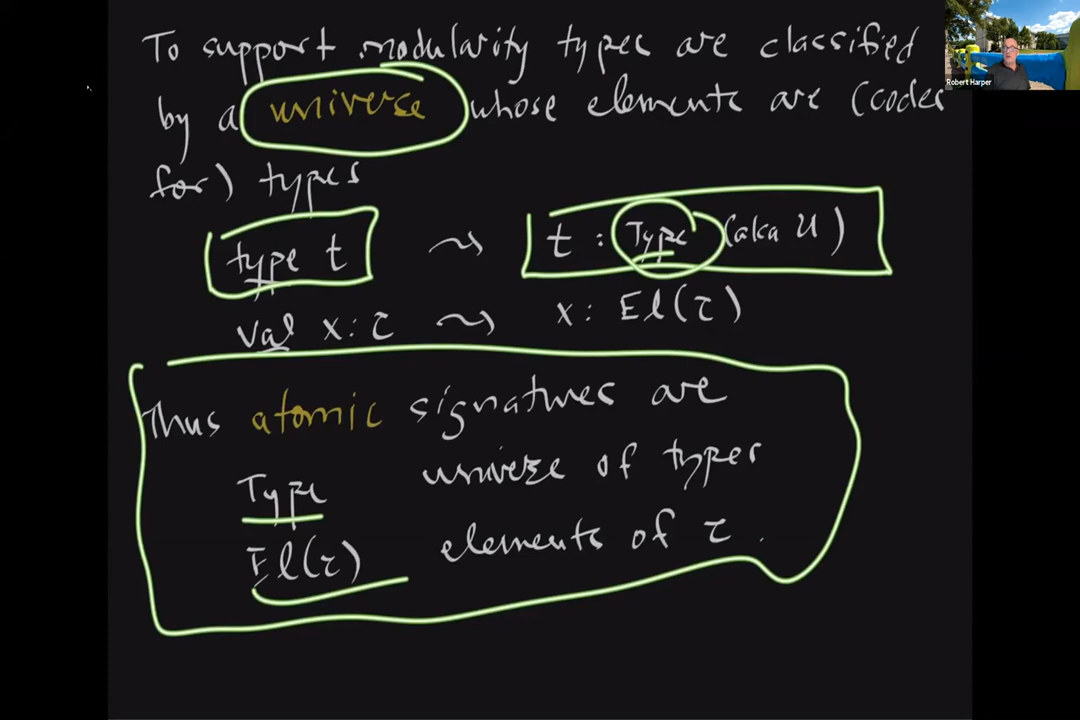 To support modularity types are classified
by a universe whose elements are (codes
for) types
type t ⤳ t : Type (aka U)
val x : τ ⤳ x : El(τ)
Thus atomic signatures are
Type universe of types
El(τ) elements of τ.
Robert Harper